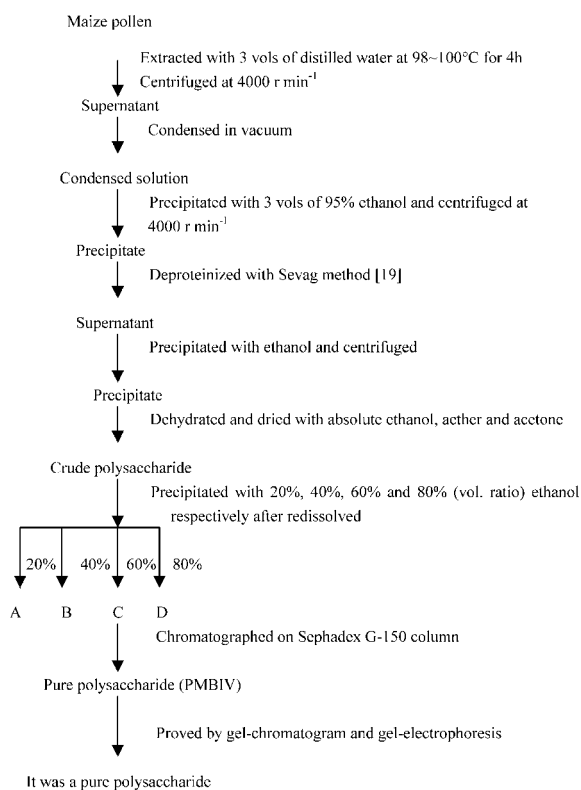 Maize pollen
Extracted with 3 vols of distilled water at 98~100°C for 4h
Centrifuged at 4000 r min⁻¹
Supernatant
Condensed in vacuum
Condensed solution
Precipitated with 3 vols of 95% ethanol and centrifuged at
4000 r min⁻¹
Precipitate
Deproteinized with Sevag method [19]
Supernatant
Precipitated with ethanol and centrifuged
Precipitate
Dehydrated and dried with absolute ethanol, aether and acetone
Crude polysaccharide
Precipitated with 20%, 40%, 60% and 80% (vol. ratio) ethanol
respectively after redissolved
20% 40% 60% 80%
A B C D
Chromatographed on Sephadex G-150 column
Pure polysaccharide (PMBIV)
Proved by gel-chromatogram and gel-electrophoresis
It was a pure polysaccharide